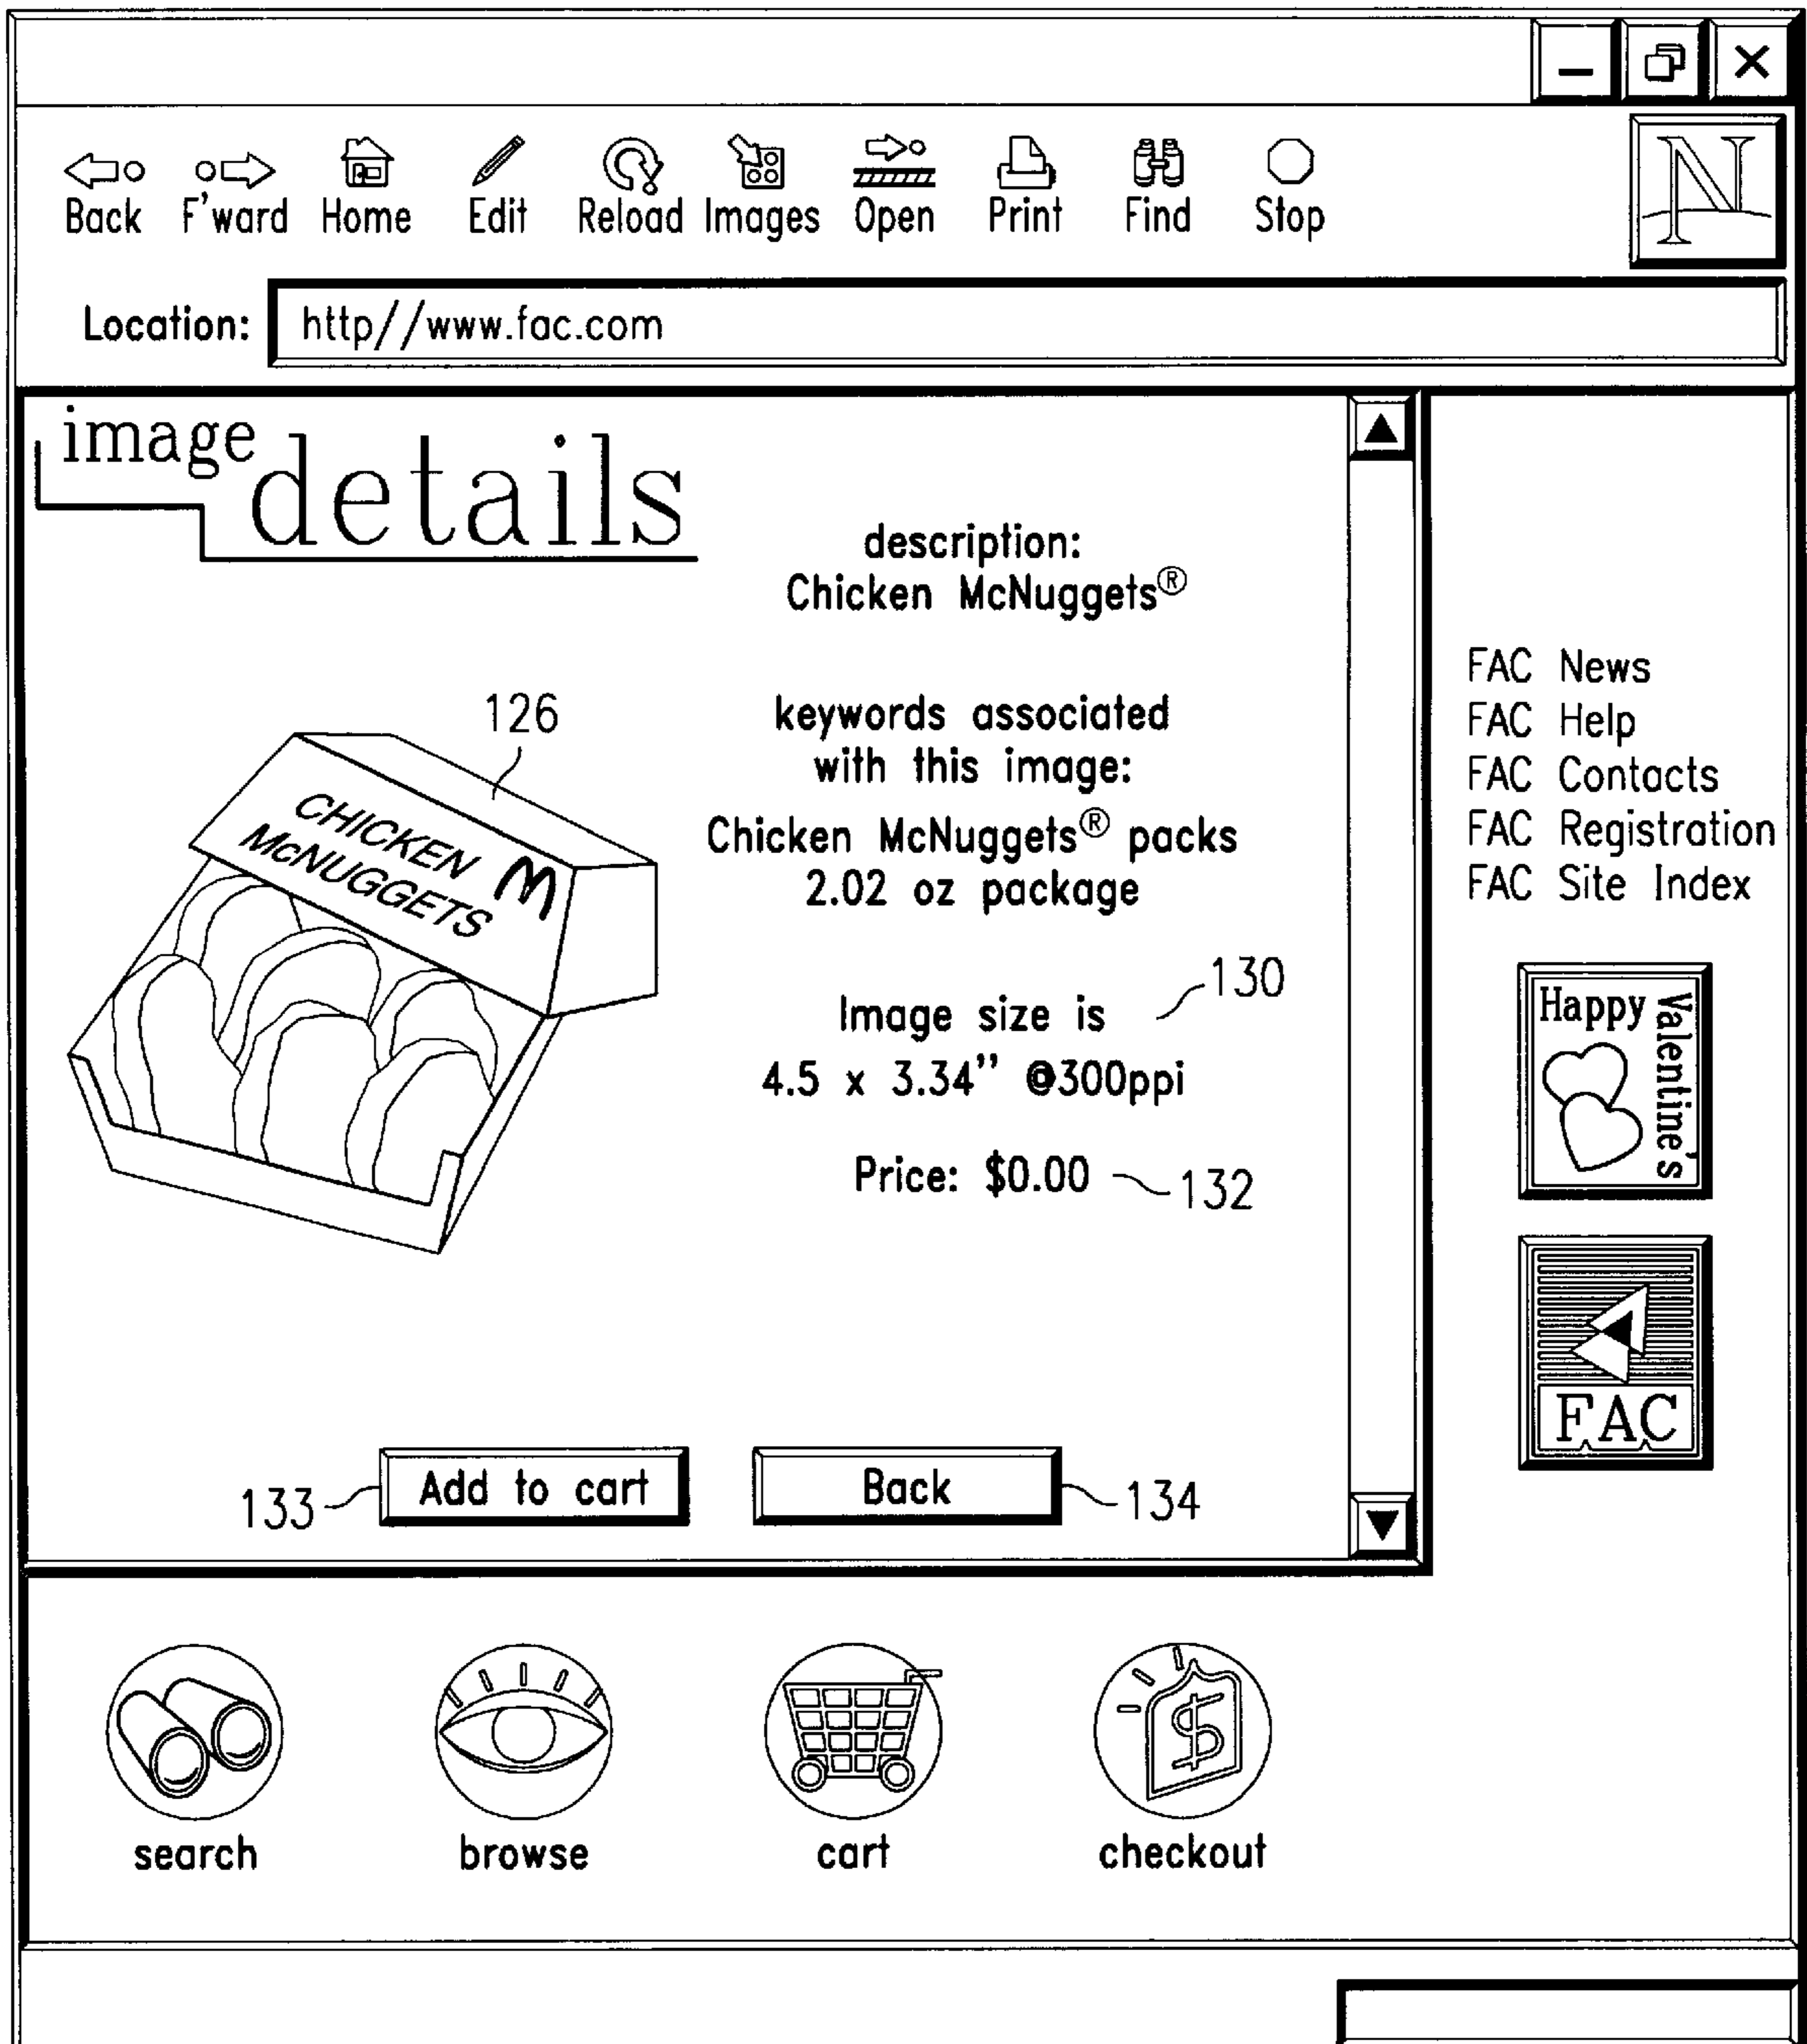 Back F'ward Home Edit Reload Images Open Print Find Stop
N
Location: http//www.fac.com
image
details
description:
Chicken McNuggets®
126
keywords associated
with this image:
CHICKEN
McNUGGETS
M
Chicken McNuggets® packs
2.02 oz package
130
Image size is
4.5 x 3.34” @300ppi
Price: $0.00
132
133
Add to cart
Back
134
FAC News
FAC Help
FAC Contacts
FAC Registration
FAC Site Index
Happy
Valentine's
FAC
$
search browse cart checkout